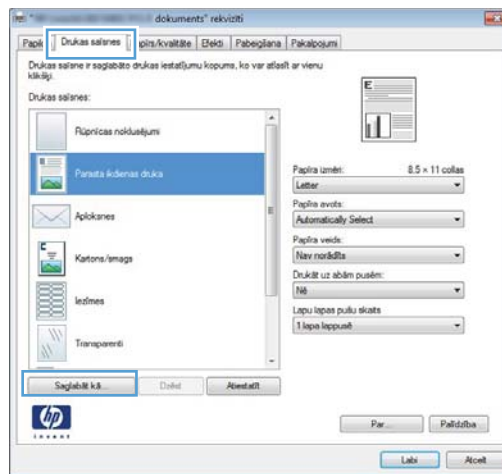 dokuments" rekvizīti
Drukas saīsnes
pīrs/kvalitāte
Efekti
Pabeigšana
Pakalpojumi
Drukas saīsne ir saglabāto drukas iestatījumu kopums, ko var atlasīt ar vienu
klikšķi.
Drukas saīsnes:
Rūpnīcas noklusējumi
Parasta ikdienas druka
Aploksnes
Kartons/smags
Iezīmes
Transparenti
Saglabāt kā...
Dzēst
Atiestatīt
E
Papīra izmēri:
8.5 × 11 collas
Letter
Papīra avots:
Automatically Select
Papīra veids:
Nav norādīts
Drukāt uz abām pusēm:
Nē
Lapu lapas pušu skaits
1 lapa lappusē
hp
invent
Par...
Palīdzība
Labi
Atcelt